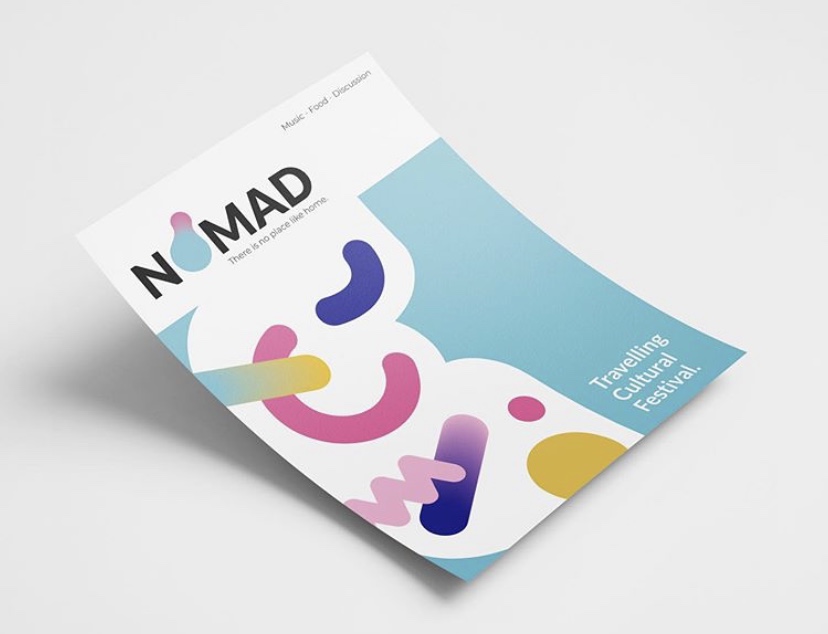 Music · Food · Discussion
NOMAD
There is no place like home.
Travelling
Cultural
Festival.